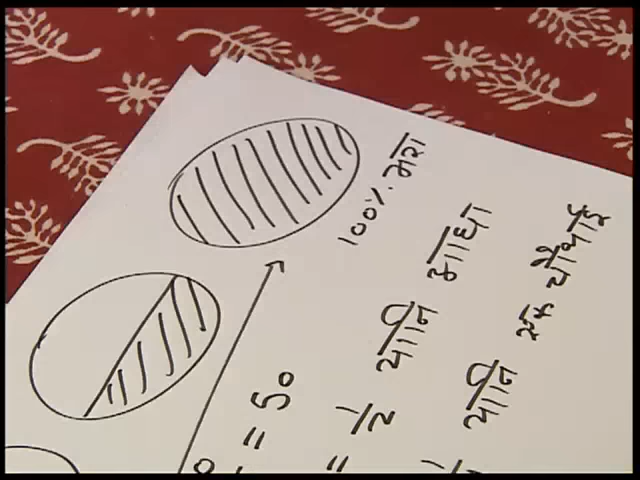 100% भरा
= 50
= 1/2 यानि आधा
यानि एक चौथाई